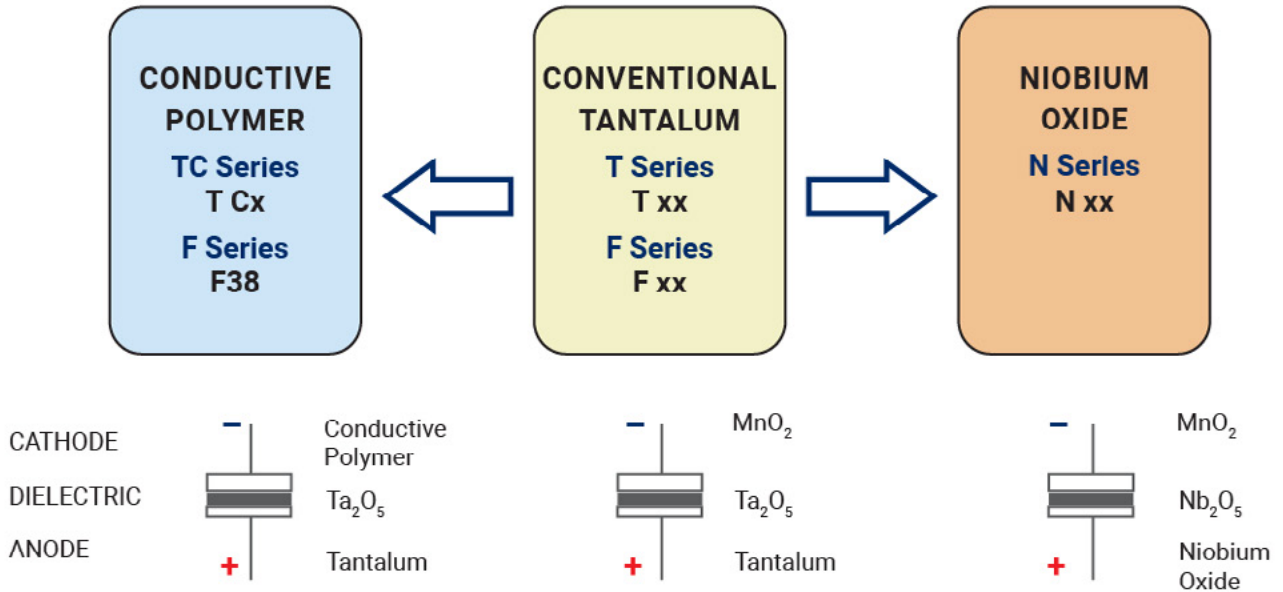 CONDUCTIVE
POLYMER
TC Series
T Cx
F Series
F38
CONVENTIONAL
TANTALUM
T Series
T xx
F Series
F xx
NIOBIUM
OXIDE
N Series
N xx
CATHODE
DIELECTRIC
ΛNODE
−
Conductive
Polymer
Ta₂O₅
+
Tantalum
−
MnO₂
Ta₂O₅
+
Tantalum
−
MnO₂
Nb₂O₅
+
Niobium
Oxide